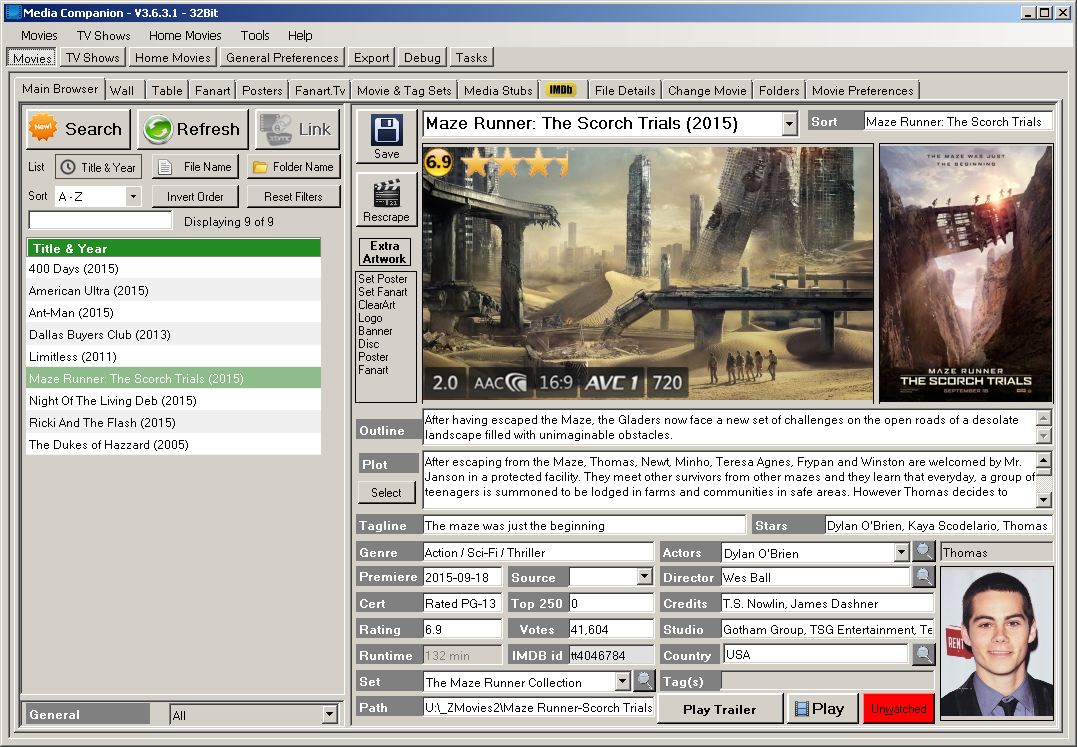 Media Companion - V3.6.3.1 - 32Bit
Movies TV Shows Home Movies Tools Help
Movies TV Shows Home Movies General Preferences Export Debug Tasks
Main Browser Wall Table Fanart Posters Fanart.Tv Movie & Tag Sets Media Stubs IMDb File Details Change Movie Folders Movie Preferences
New! Search Refresh Link
List Title & Year File Name Folder Name
Sort A - Z Invert Order Reset Filters
Displaying 9 of 9
Title & Year
400 Days (2015)
American Ultra (2015)
Ant-Man (2015)
Dallas Buyers Club (2013)
Limitless (2011)
Maze Runner: The Scorch Trials (2015)
Night Of The Living Deb (2015)
Ricki And The Flash (2015)
The Dukes of Hazzard (2005)
General All
Save
Rescrape
Extra
Artwork
Set Poster
Set Fanart
ClearArt
Logo
Banner
Disc
Poster
Fanart
Maze Runner: The Scorch Trials (2015) Sort Maze Runner: The Scorch Trials
6.9
2.0 AAC 16:9 AVC 1 720
THE MAZE WAS JUST
THE BEGINNING
MAZE RUNNER
THE SCORCH TRIALS
SEPTEMBER 18
Outline After having escaped the Maze, the Gladers now face a new set of challenges on the open roads of a desolate
landscape filled with unimaginable obstacles.
Plot After escaping from the Maze, Thomas, Newt, Minho, Teresa Agnes, Frypan and Winston are welcomed by Mr.
Janson in a protected facility. They meet other survivors from other mazes and they learn that everyday, a group of
Select teenagers is summoned to be lodged in farms and communities in safe areas. However Thomas decides to
Tagline The maze was just the beginning Stars Dylan O'Brien, Kaya Scodelario, Thomas
Genre Action / Sci-Fi / Thriller Actors Dylan O'Brien Thomas
Premiere 2015-09-18 Source Director Wes Ball
Cert Rated PG-13 Top 250 0 Credits T.S. Nowlin, James Dashner
Rating 6.9 Votes 41,604 Studio Gotham Group, TSG Entertainment, Te
Runtime 132 min IMDB id tt4046784 Country USA
Set The Maze Runner Collection Tag(s)
Path U:\_ZMovies2\Maze Runner-Scorch Trials Play Trailer Play Unwatched
RENT